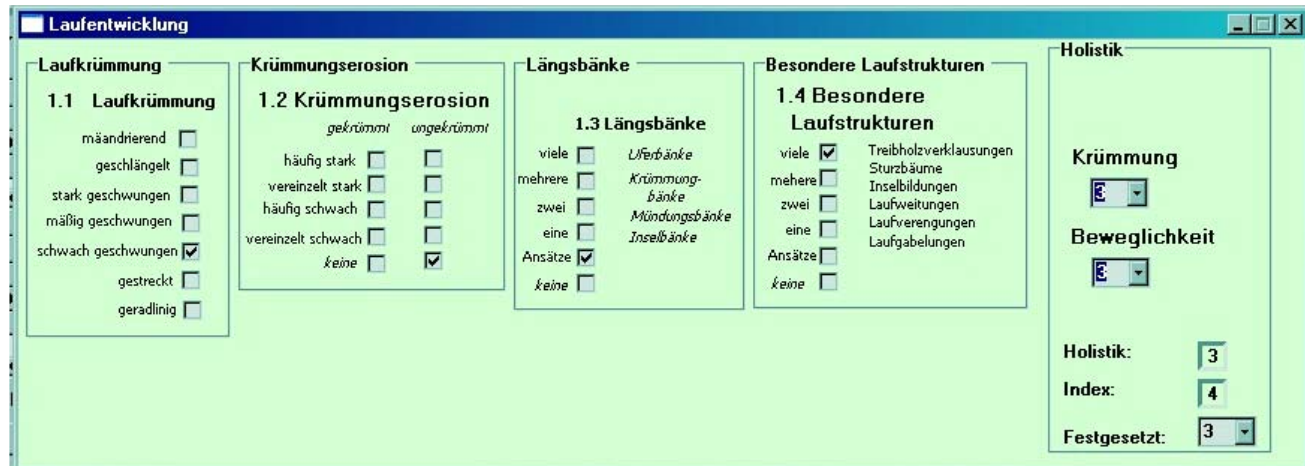 Laufentwicklung
Laufkrümmung
1.1 Laufkrümmung
mäandrierend
geschlängelt
stark geschwungen
mäßig geschwungen
schwach geschwungen
gestreckt
geradlinig
Krümmungserosion
1.2 Krümmungserosion
gekrümmt ungekrümmt
häufig stark
vereinzelt stark
häufig schwach
vereinzelt schwach
keine
Längsbänke
1.3 Längsbänke
viele Uferbänke
mehrere Krümmung-
bänke
zwei Mündungsbänke
eine Inselbänke
Ansätze
keine
Besondere Laufstrukturen
1.4 Besondere
Laufstrukturen
viele Treibholzverklausungen
Sturzbäume
mehere Inselbildungen
zwei Laufweitungen
eine Laufverengungen
Laufgabelungen
Ansätze
keine
Holistik
Krümmung
3
Beweglichkeit
3
Holistik: 3
Index: 4
Festgesetzt: 3